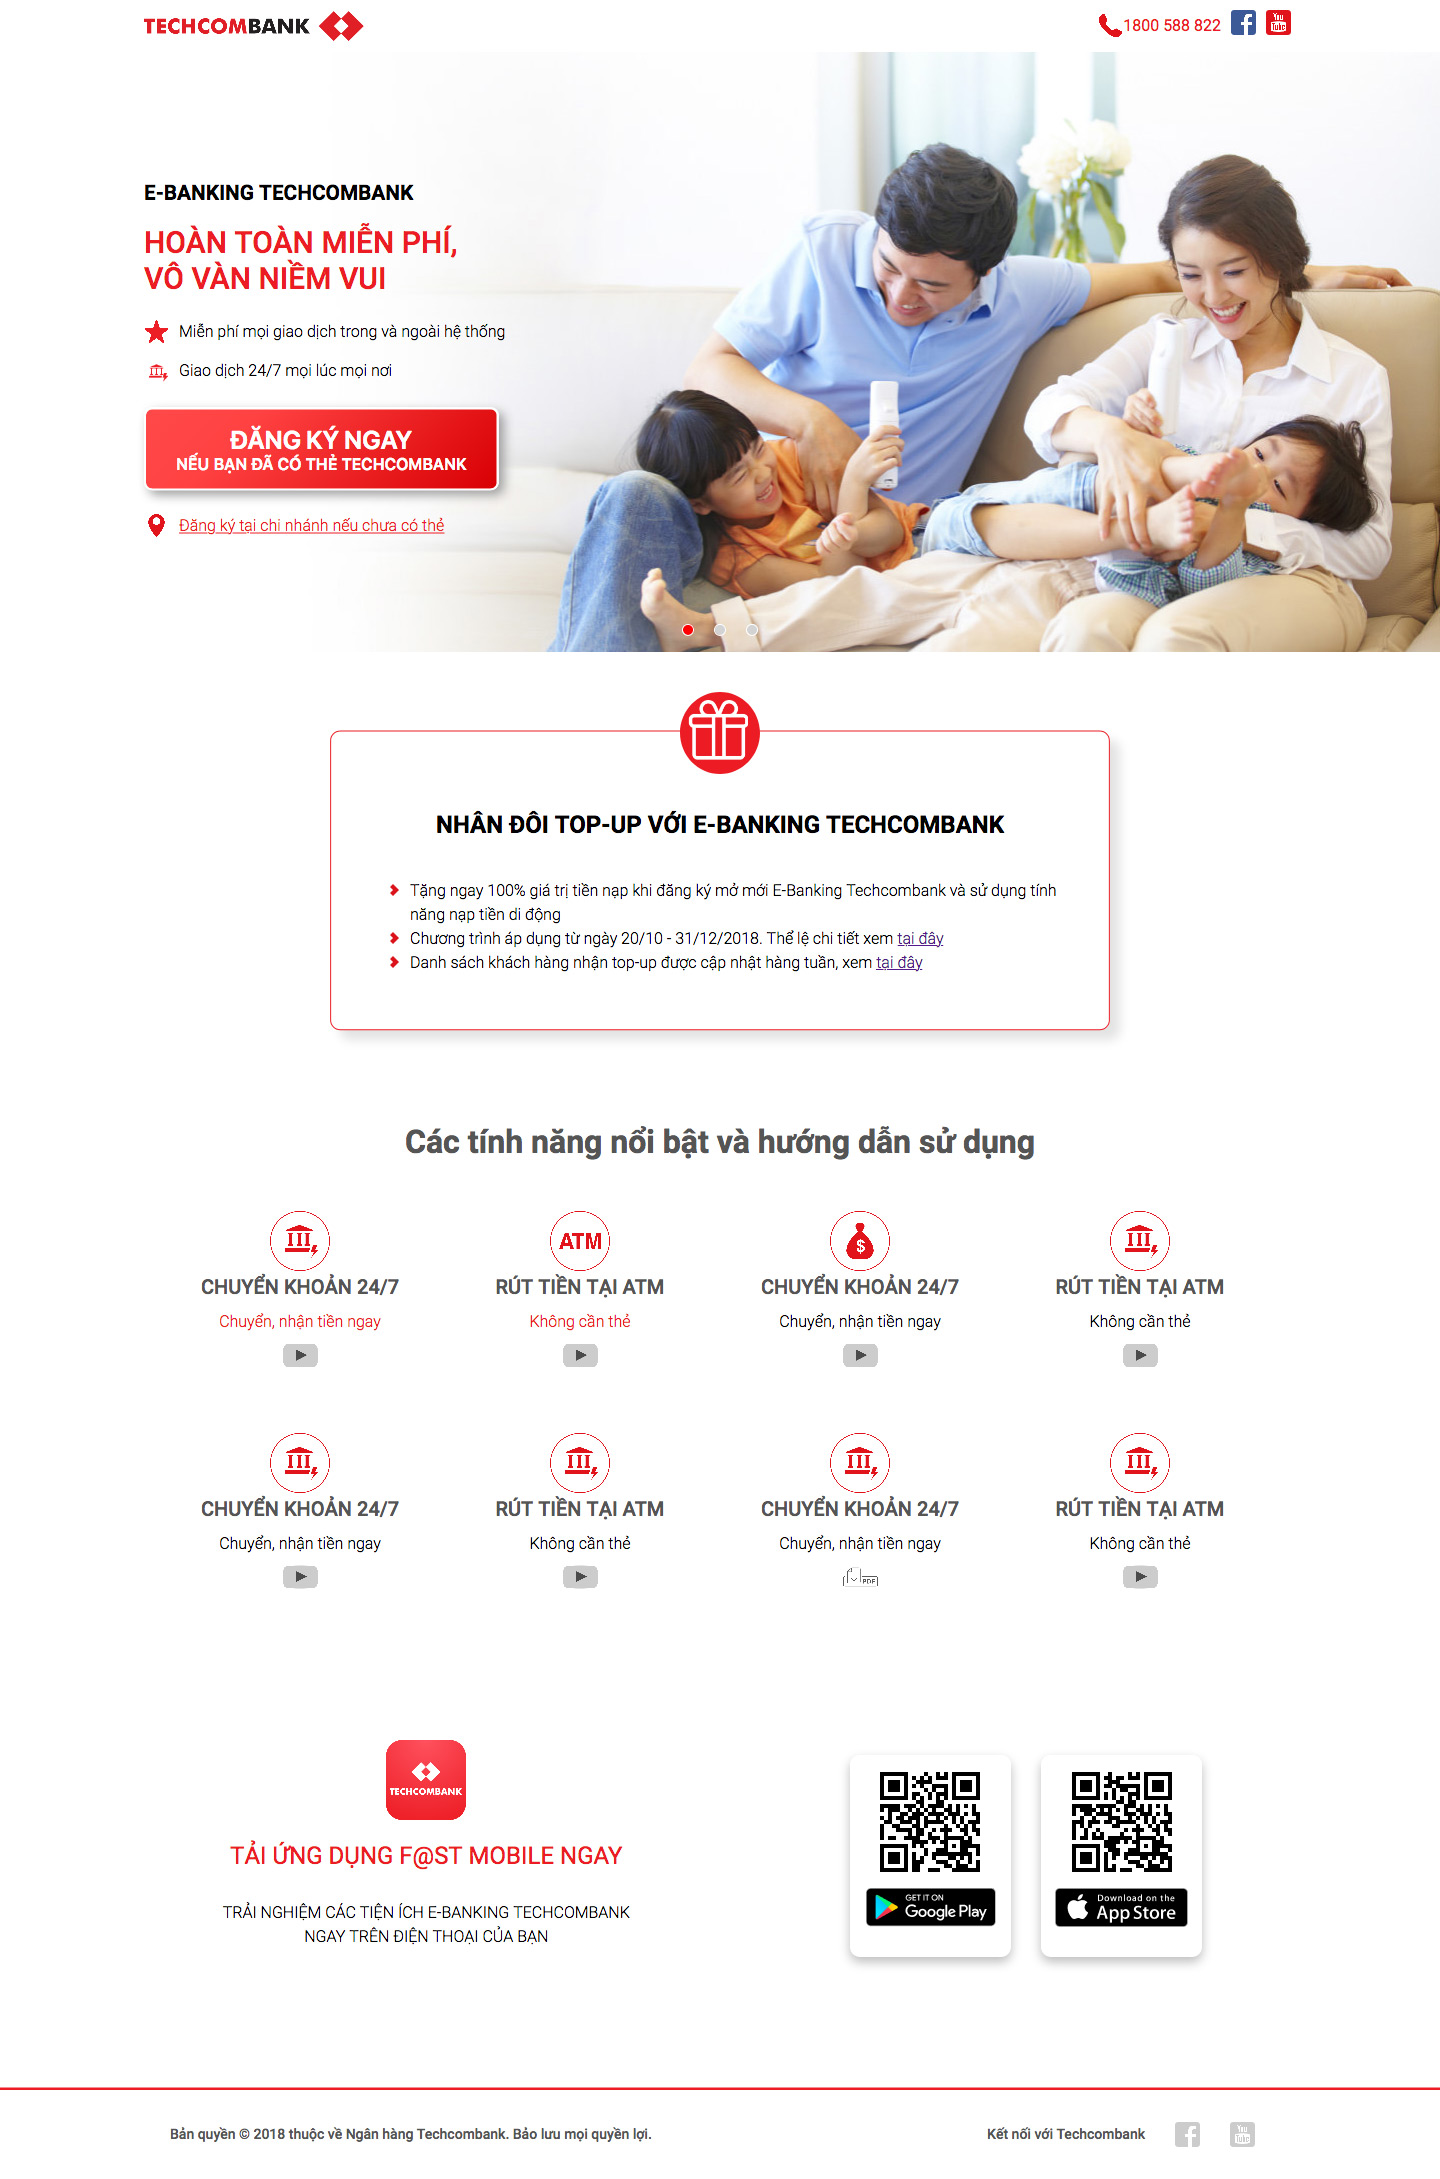 TECHCOMBANK
1800 588 822
You
Tube
E-BANKING TECHCOMBANK
HOÀN TOÀN MIỄN PHÍ,
VÔ VÀN NIỀM VUI
Miễn phí mọi giao dịch trong và ngoài hệ thống
Giao dịch 24/7 mọi lúc mọi nơi
ĐĂNG KÝ NGAY
NẾU BẠN ĐÃ CÓ THẺ TECHCOMBANK
Đăng ký tại chi nhánh nếu chưa có thẻ
NHÂN ĐÔI TOP-UP VỚI E-BANKING TECHCOMBANK
Tặng ngay 100% giá trị tiền nạp khi đăng ký mở mới E-Banking Techcombank và sử dụng tính
năng nạp tiền di động
Chương trình áp dụng từ ngày 20/10 - 31/12/2018. Thể lệ chi tiết xem tại đây
Danh sách khách hàng nhận top-up được cập nhật hàng tuần, xem tại đây
Các tính năng nổi bật và hướng dẫn sử dụng
ATM
$
CHUYỂN KHOẢN 24/7
RÚT TIỀN TẠI ATM
CHUYỂN KHOẢN 24/7
RÚT TIỀN TẠI ATM
Chuyển, nhận tiền ngay
Không cần thẻ
Chuyển, nhận tiền ngay
Không cần thẻ
CHUYỂN KHOẢN 24/7
RÚT TIỀN TẠI ATM
CHUYỂN KHOẢN 24/7
RÚT TIỀN TẠI ATM
Chuyển, nhận tiền ngay
Không cần thẻ
Chuyển, nhận tiền ngay
Không cần thẻ
PDF
TECHCOMBANK
TẢI ỨNG DỤNG F@ST MOBILE NGAY
TRẢI NGHIỆM CÁC TIỆN ÍCH E-BANKING TECHCOMBANK
NGAY TRÊN ĐIỆN THOẠI CỦA BẠN
GET IT ON
Google Play
Download on the
App Store
Bản quyền © 2018 thuộc về Ngân hàng Techcombank. Bảo lưu mọi quyền lợi.
Kết nối với Techcombank
You
Tube